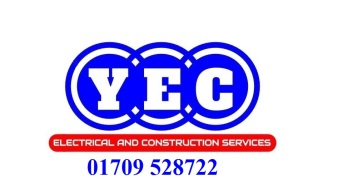 YEC
ELECTRICAL AND CONSTRUCTION SERVICES
01709 528722